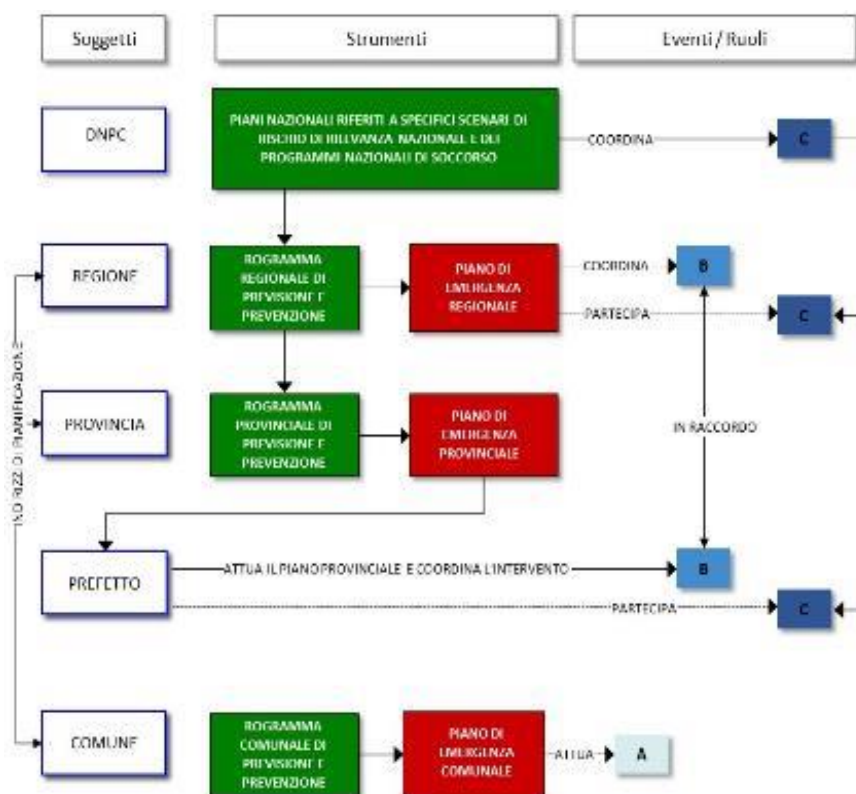 Soggetti
Strumenti
Eventi / Ruoli
DNPC
PIANI NAZIONALI RIFERITI A SPECIFICI SCENARI DI
RISCHIO DI RILEVANZA NAZIONALE E DEI
PROGRAMMI NAZIONALI DI SOCCORSO
COORDINA
C
REGIONE
ROGRAMMA
REGIONALE DI
PREVISIONE E
PREVENZIONE
PIANO DI
EMERGENZA
REGIONALE
COORDINA
B
PARTECIPA
C
INDIRIZZI DI PIANIFICAZIONE
PROVINCIA
ROGRAMMA
PROVINCIALE DI
PREVISIONE E
PREVENZIONE
PIANO DI
EMERGENZA
PROVINCIALE
IN RACCORDO
PREFETTO
ATTUA IL PIANO PROVINCIALE E COORDINA L'INTERVENTO
B
PARTECIPA
C
COMUNE
ROGRAMMA
COMUNALE DI
PREVISIONE E
PREVENZIONE
PIANO DI
EMERGENZA
COMUNALE
ATTUA
A